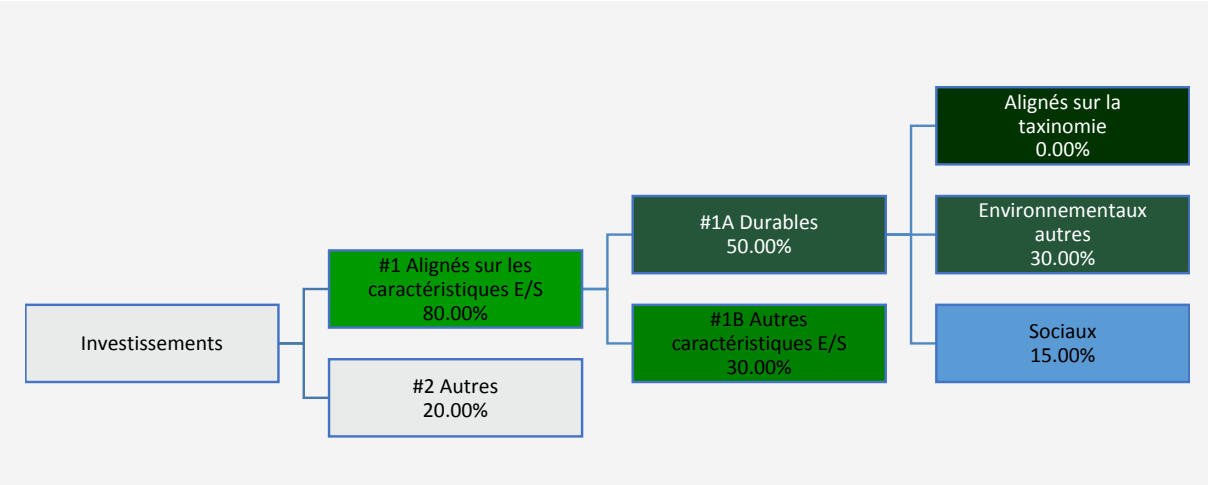 Investissements
#1 Alignés sur les
caractéristiques E/S
80.00%
#2 Autres
20.00%
#1A Durables
50.00%
#1B Autres
caractéristiques E/S
30.00%
Alignés sur la
taxinomie
0.00%
Environnementaux
autres
30.00%
Sociaux
15.00%